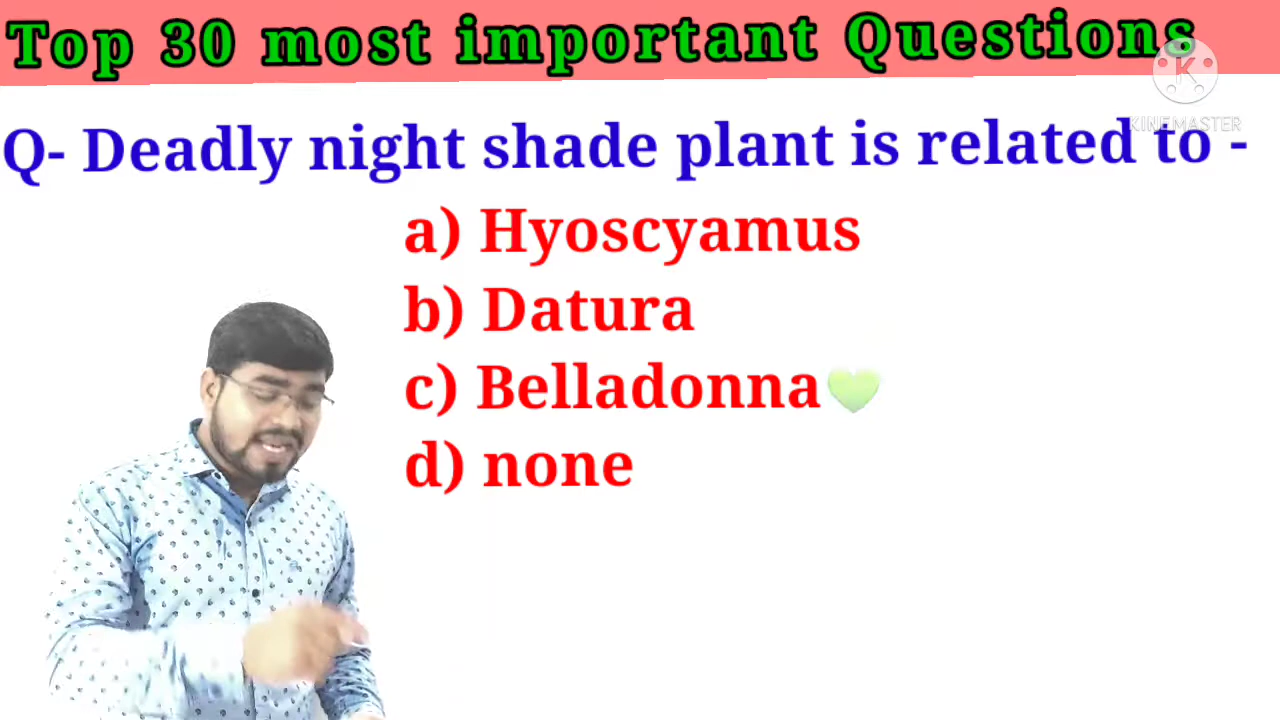 Top 30 most important Questions
K
KINEMASTER
Q- Deadly night shade plant is related to -
a) Hyoscyamus
b) Datura
c) Belladonna
d) none